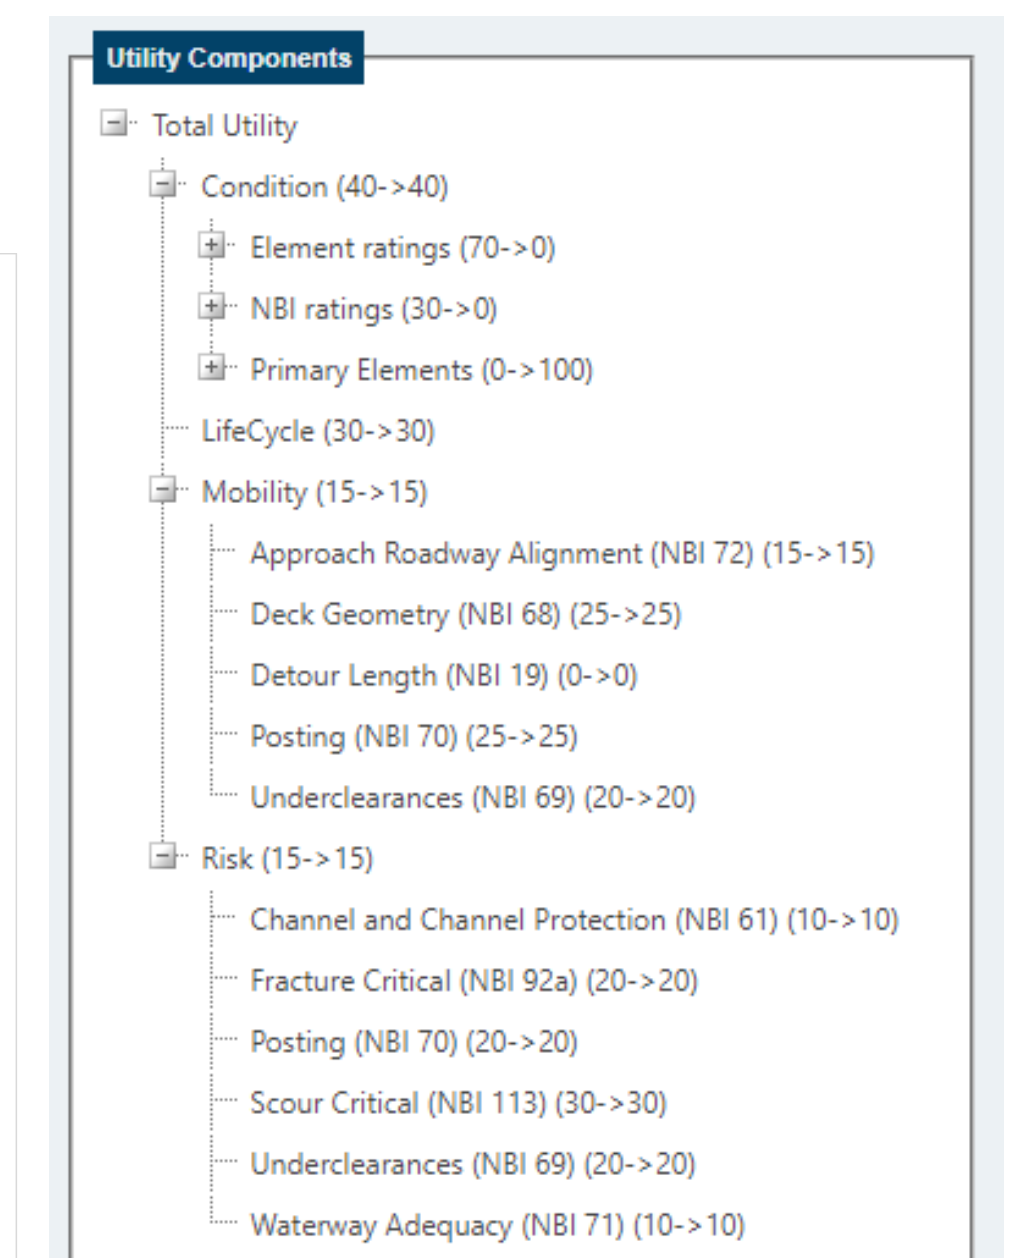 Utility Components
Total Utility
Condition (40->40)
Element ratings (70->0)
NBI ratings (30->0)
Primary Elements (0->100)
LifeCycle (30->30)
Mobility (15->15)
Approach Roadway Alignment (NBI 72) (15->15)
Deck Geometry (NBI 68) (25->25)
Detour Length (NBI 19) (0->0)
Posting (NBI 70) (25->25)
Underclearances (NBI 69) (20->20)
Risk (15->15)
Channel and Channel Protection (NBI 61) (10->10)
Fracture Critical (NBI 92a) (20->20)
Posting (NBI 70) (20->20)
Scour Critical (NBI 113) (30->30)
Underclearances (NBI 69) (20->20)
Waterway Adequacy (NBI 71) (10->10)